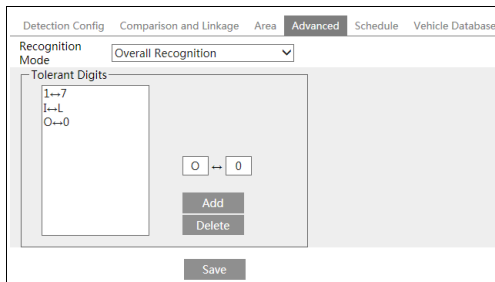 Detection Config Comparison and Linkage Area Advanced Schedule Vehicle Database
Recognition Mode Overall Recognition
Tolerant Digits
1↔7
I↔L
O↔0
O ↔ 0
Add
Delete
Save